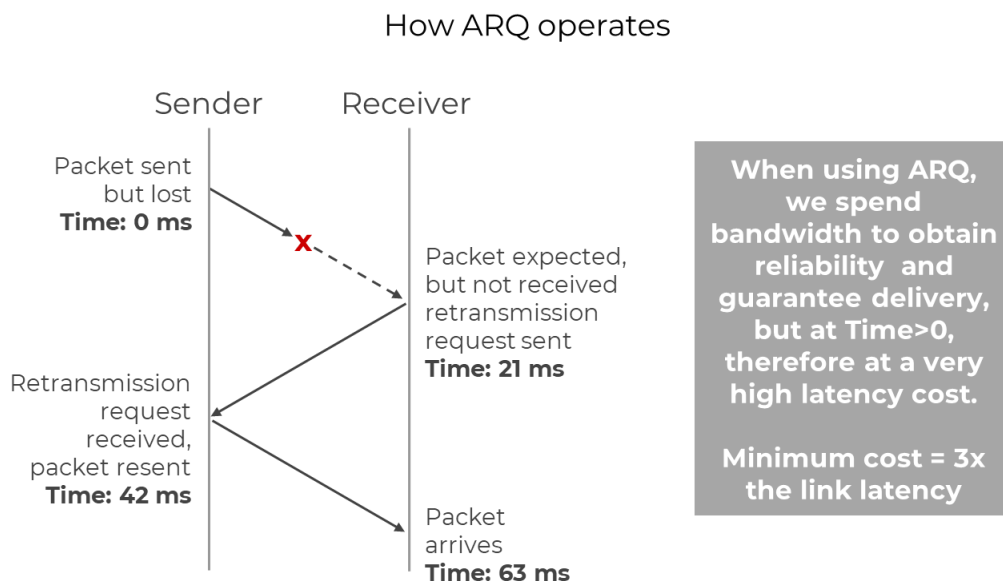 How ARQ operates
Sender
Receiver
Packet sent
but lost
Time: 0 ms
x
Packet expected,
but not received
retransmission
request sent
Time: 21 ms
Retransmission
request
received,
packet resent
Time: 42 ms
Packet
arrives
Time: 63 ms
When using ARQ,
we spend
bandwidth to obtain
reliability and
guarantee delivery,
but at Time>0,
therefore at a very
high latency cost.
Minimum cost = 3x
the link latency